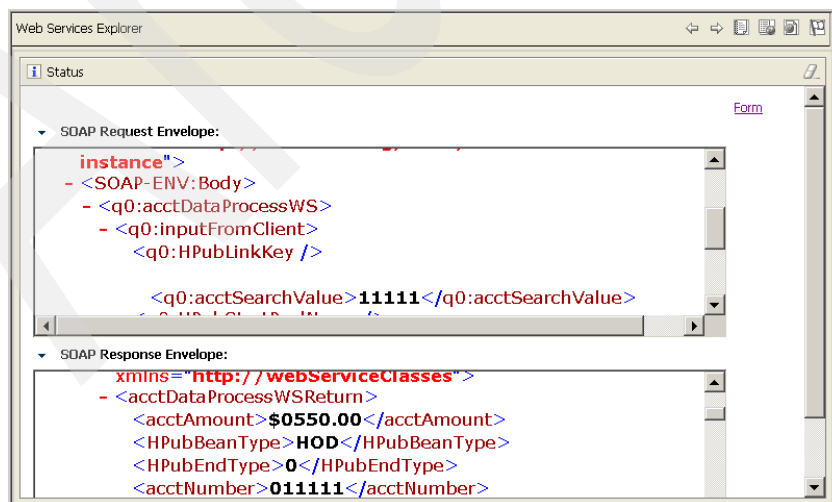 Web Services Explorer
Status
Form
SOAP Request Envelope:
instance">
- <SOAP-ENV:Body>
- <q0:acctDataProcessWS>
- <q0:inputFromClient>
<q0:HPubLinkKey />
<q0:acctSearchValue>11111</q0:acctSearchValue>
SOAP Response Envelope:
xmlns="http://webServiceClasses">
- <acctDataProcessWSReturn>
<acctAmount>$0550.00</acctAmount>
<HPubBeanType>HOD</HPubBeanType>
<HPubEndType>0</HPubEndType>
<acctNumber>011111</acctNumber>